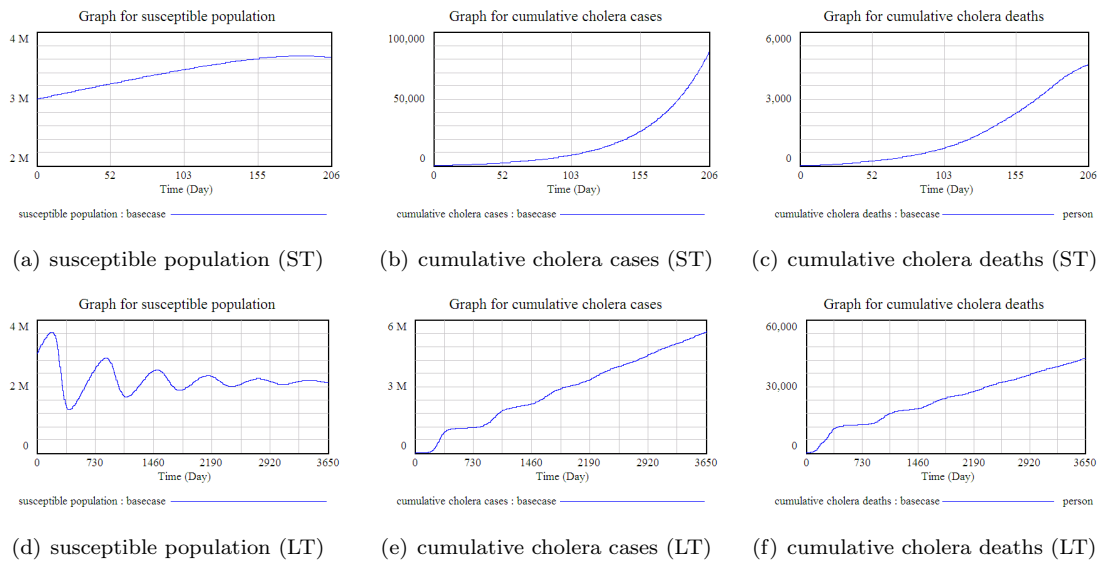 Graph for susceptible population
4 M
3 M
2 M
0 52 103 155 206
Time (Day)
susceptible population : basecase
(a) susceptible population (ST)
Graph for cumulative cholera cases
100,000
50,000
0
0 52 103 155 206
Time (Day)
cumulative cholera cases : basecase
(b) cumulative cholera cases (ST)
Graph for cumulative cholera deaths
6,000
3,000
0
0 52 103 155 206
Time (Day)
cumulative cholera deaths : basecase person
(c) cumulative cholera deaths (ST)
Graph for susceptible population
4 M
2 M
0
0 730 1460 2190 2920 3650
Time (Day)
susceptible population : basecase
(d) susceptible population (LT)
Graph for cumulative cholera cases
6 M
3 M
0
0 730 1460 2190 2920 3650
Time (Day)
cumulative cholera cases : basecase
(e) cumulative cholera cases (LT)
Graph for cumulative cholera deaths
60,000
30,000
0
0 730 1460 2190 2920 3650
Time (Day)
cumulative cholera deaths : basecase person
(f) cumulative cholera deaths (LT)